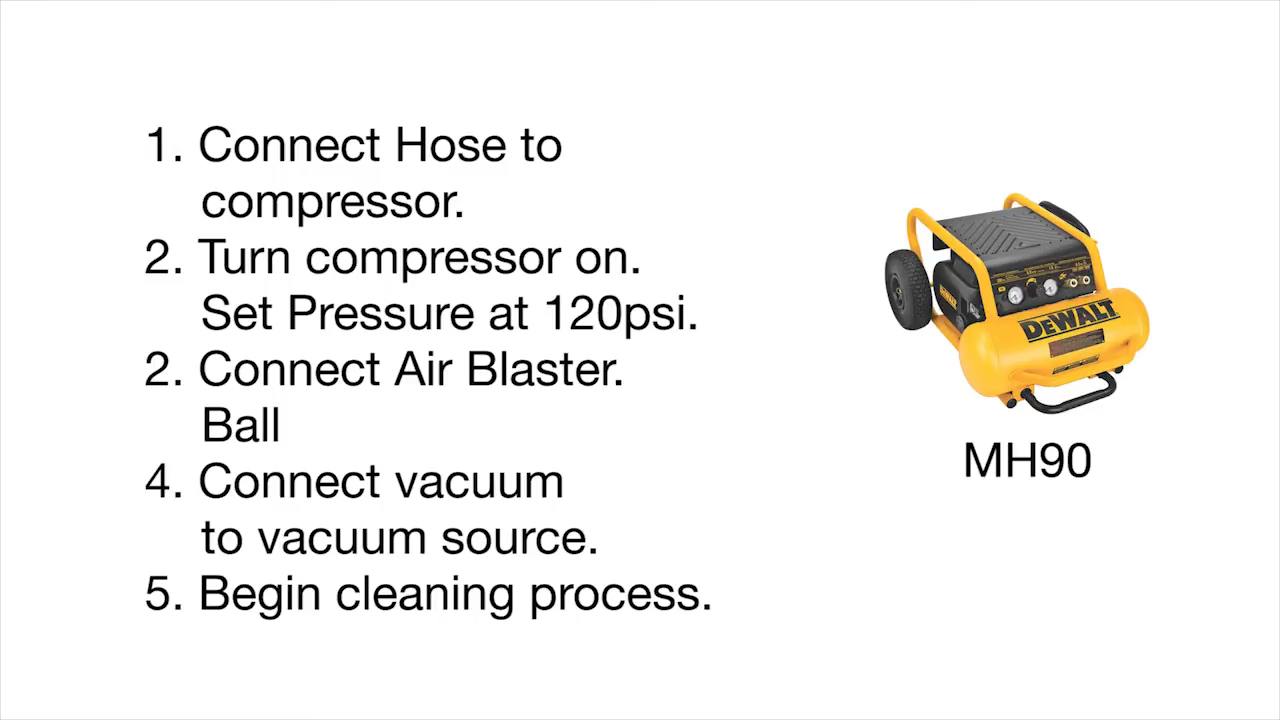 1. Connect Hose to
compressor.
2. Turn compressor on.
Set Pressure at 120psi.
2. Connect Air Blaster.
Ball
4. Connect vacuum
to vacuum source.
5. Begin cleaning process.
DEWALT
MH90